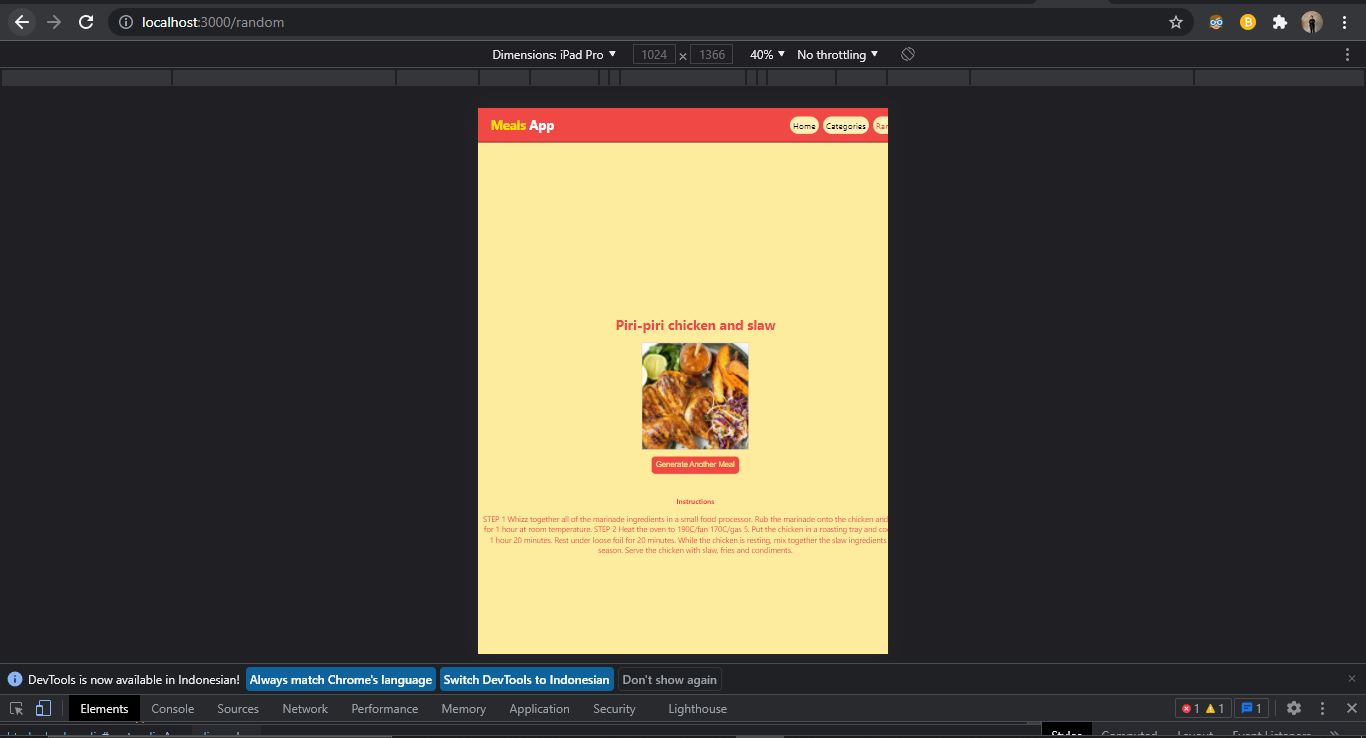 localhost:3000/random
Dimensions: iPad Pro 1024 × 1366 40% No throttling
Meals App Home Categories Ran
Piri-piri chicken and slaw
Generate Another Meal
Instructions
STEP 1 Whizz together all of the marinade ingredients in a small food processor. Rub the marinade onto the chicken and
for 1 hour at room temperature. STEP 2 Heat the oven to 190C/fan 170C/gas 5. Put the chicken in a roasting tray and coo
1 hour 20 minutes. Rest under loose foil for 20 minutes. While the chicken is resting, mix together the slaw ingredients
season. Serve the chicken with slaw, fries and condiments.
DevTools is now available in Indonesian! Always match Chrome's language Switch DevTools to Indonesian Don't show again
Elements Console Sources Network Performance Memory Application Security Lighthouse 1 1 1
Styles Computed Layout Event Listeners